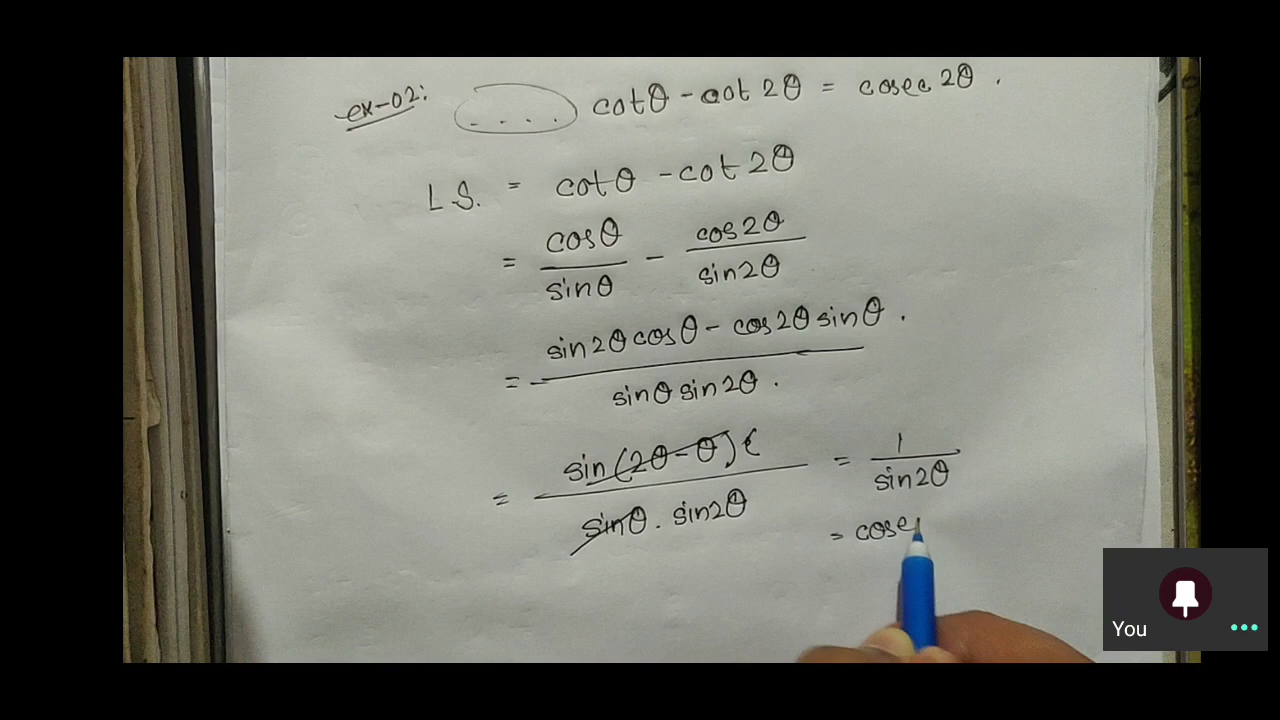 ex-02: .... cotθ - cot 2θ = cosec 2θ .
L.S. = cotθ - cot 2θ
= cosθ/sinθ - cos2θ/sin2θ
= sin2θ cosθ - cos2θ sinθ . / sinθ sin2θ .
= sin(2θ-θ) / sinθ . sin2θ = 1/sin2θ
= cose
You